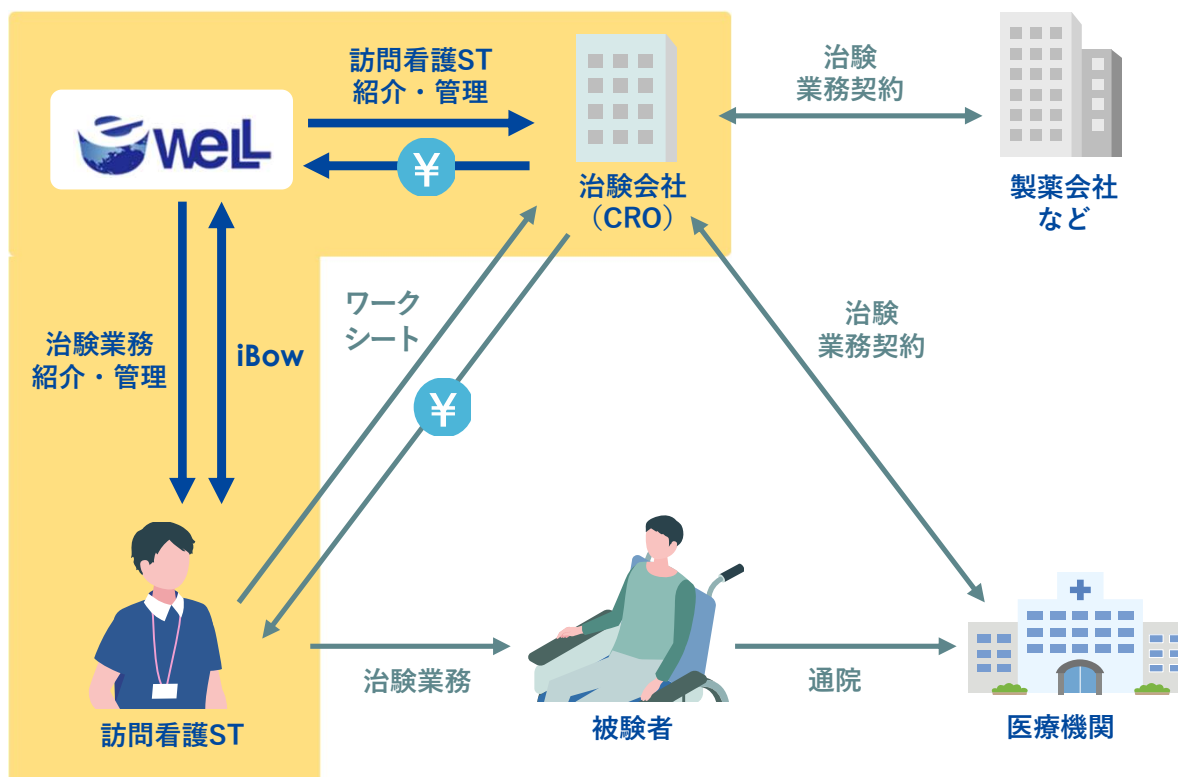 訪問看護ST
紹介・管理
治験
業務契約
eWeLL
¥
治験会社
（CRO）
製薬会社
など
ワーク
シート
治験
業務契約
治験業務
紹介・管理
iBow
¥
治験業務
通院
訪問看護ST
被験者
医療機関